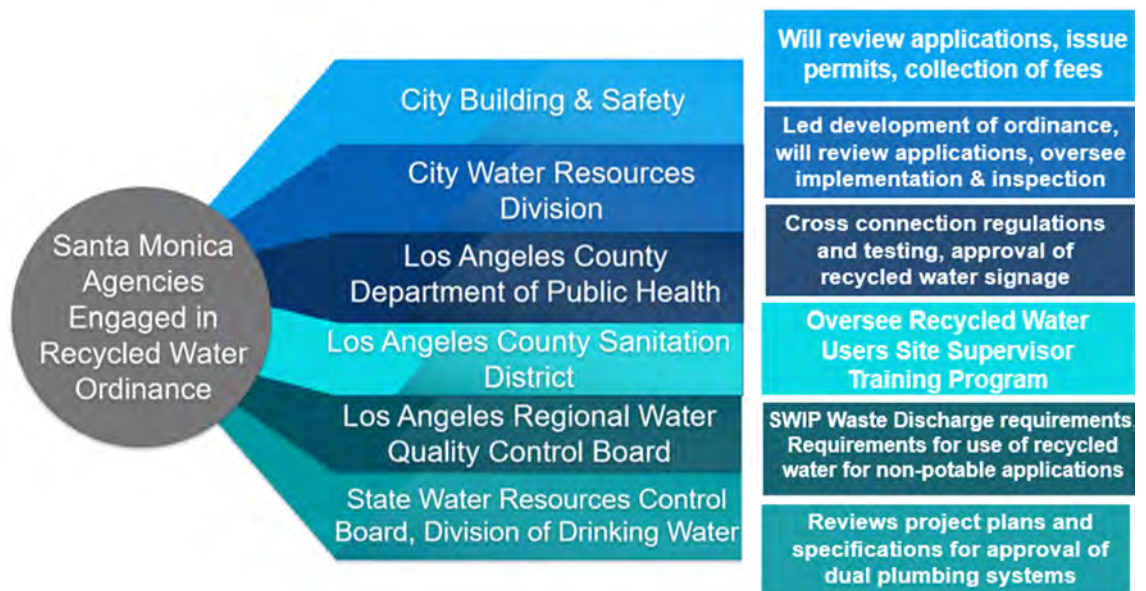 Santa Monica
Agencies
Engaged in
Recycled Water
Ordinance
City Building & Safety
Will review applications, issue
permits, collection of fees
City Water Resources
Division
Led development of ordinance,
will review applications, oversee
implementation & inspection
Los Angeles County
Department of Public Health
Cross connection regulations
and testing, approval of
recycled water signage
Los Angeles County Sanitation
District
Oversee Recycled Water
Users Site Supervisor
Training Program
Los Angeles Regional Water
Quality Control Board
SWIP Waste Discharge requirements.
Requirements for use of recycled
water for non-potable applications
State Water Resources Control
Board, Division of Drinking Water
Reviews project plans and
specifications for approval of
dual plumbing systems